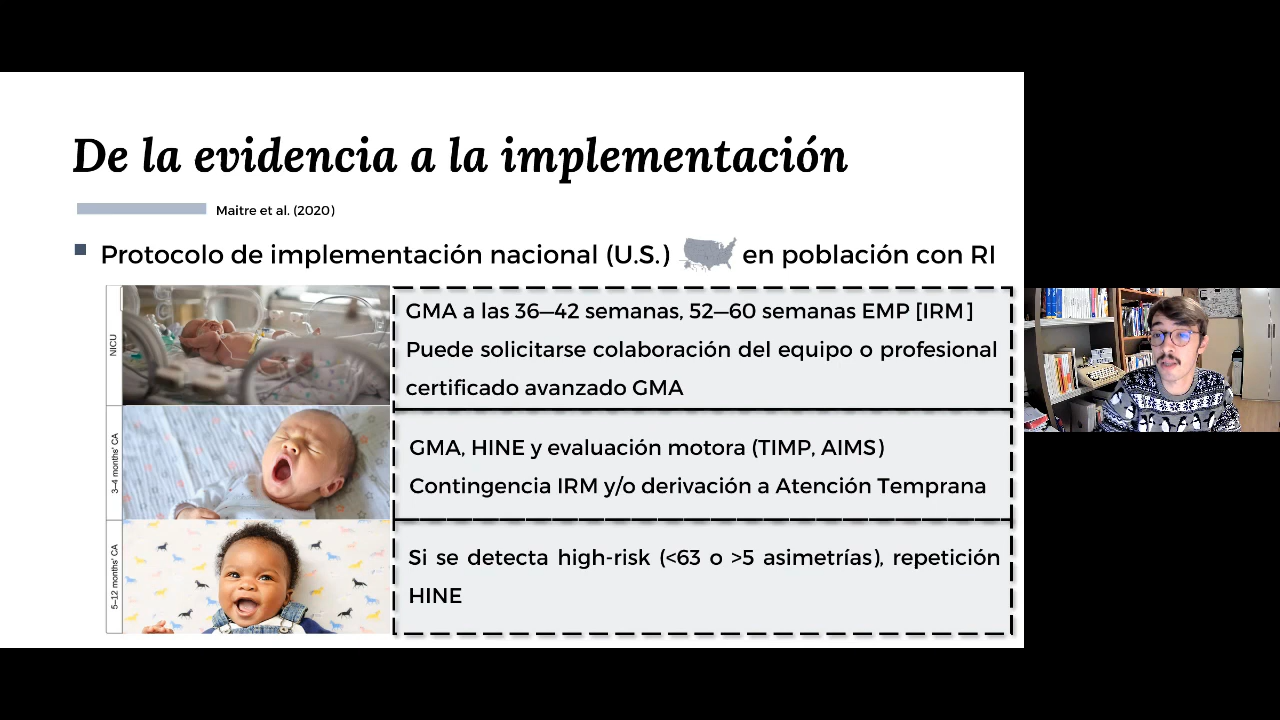 De la evidencia a la implementación
Maitre et al. (2020)
Protocolo de implementación nacional (U.S.) en población con RI
NICU
GMA a las 36–42 semanas, 52–60 semanas EMP [IRM]
Puede solicitarse colaboración del equipo o profesional
certificado avanzado GMA
3–4 months' CA
GMA, HINE y evaluación motora (TIMP, AIMS)
Contingencia IRM y/o derivación a Atención Temprana
5–12 months' CA
Si se detecta high-risk (<63 o >5 asimetrías), repetición
HINE